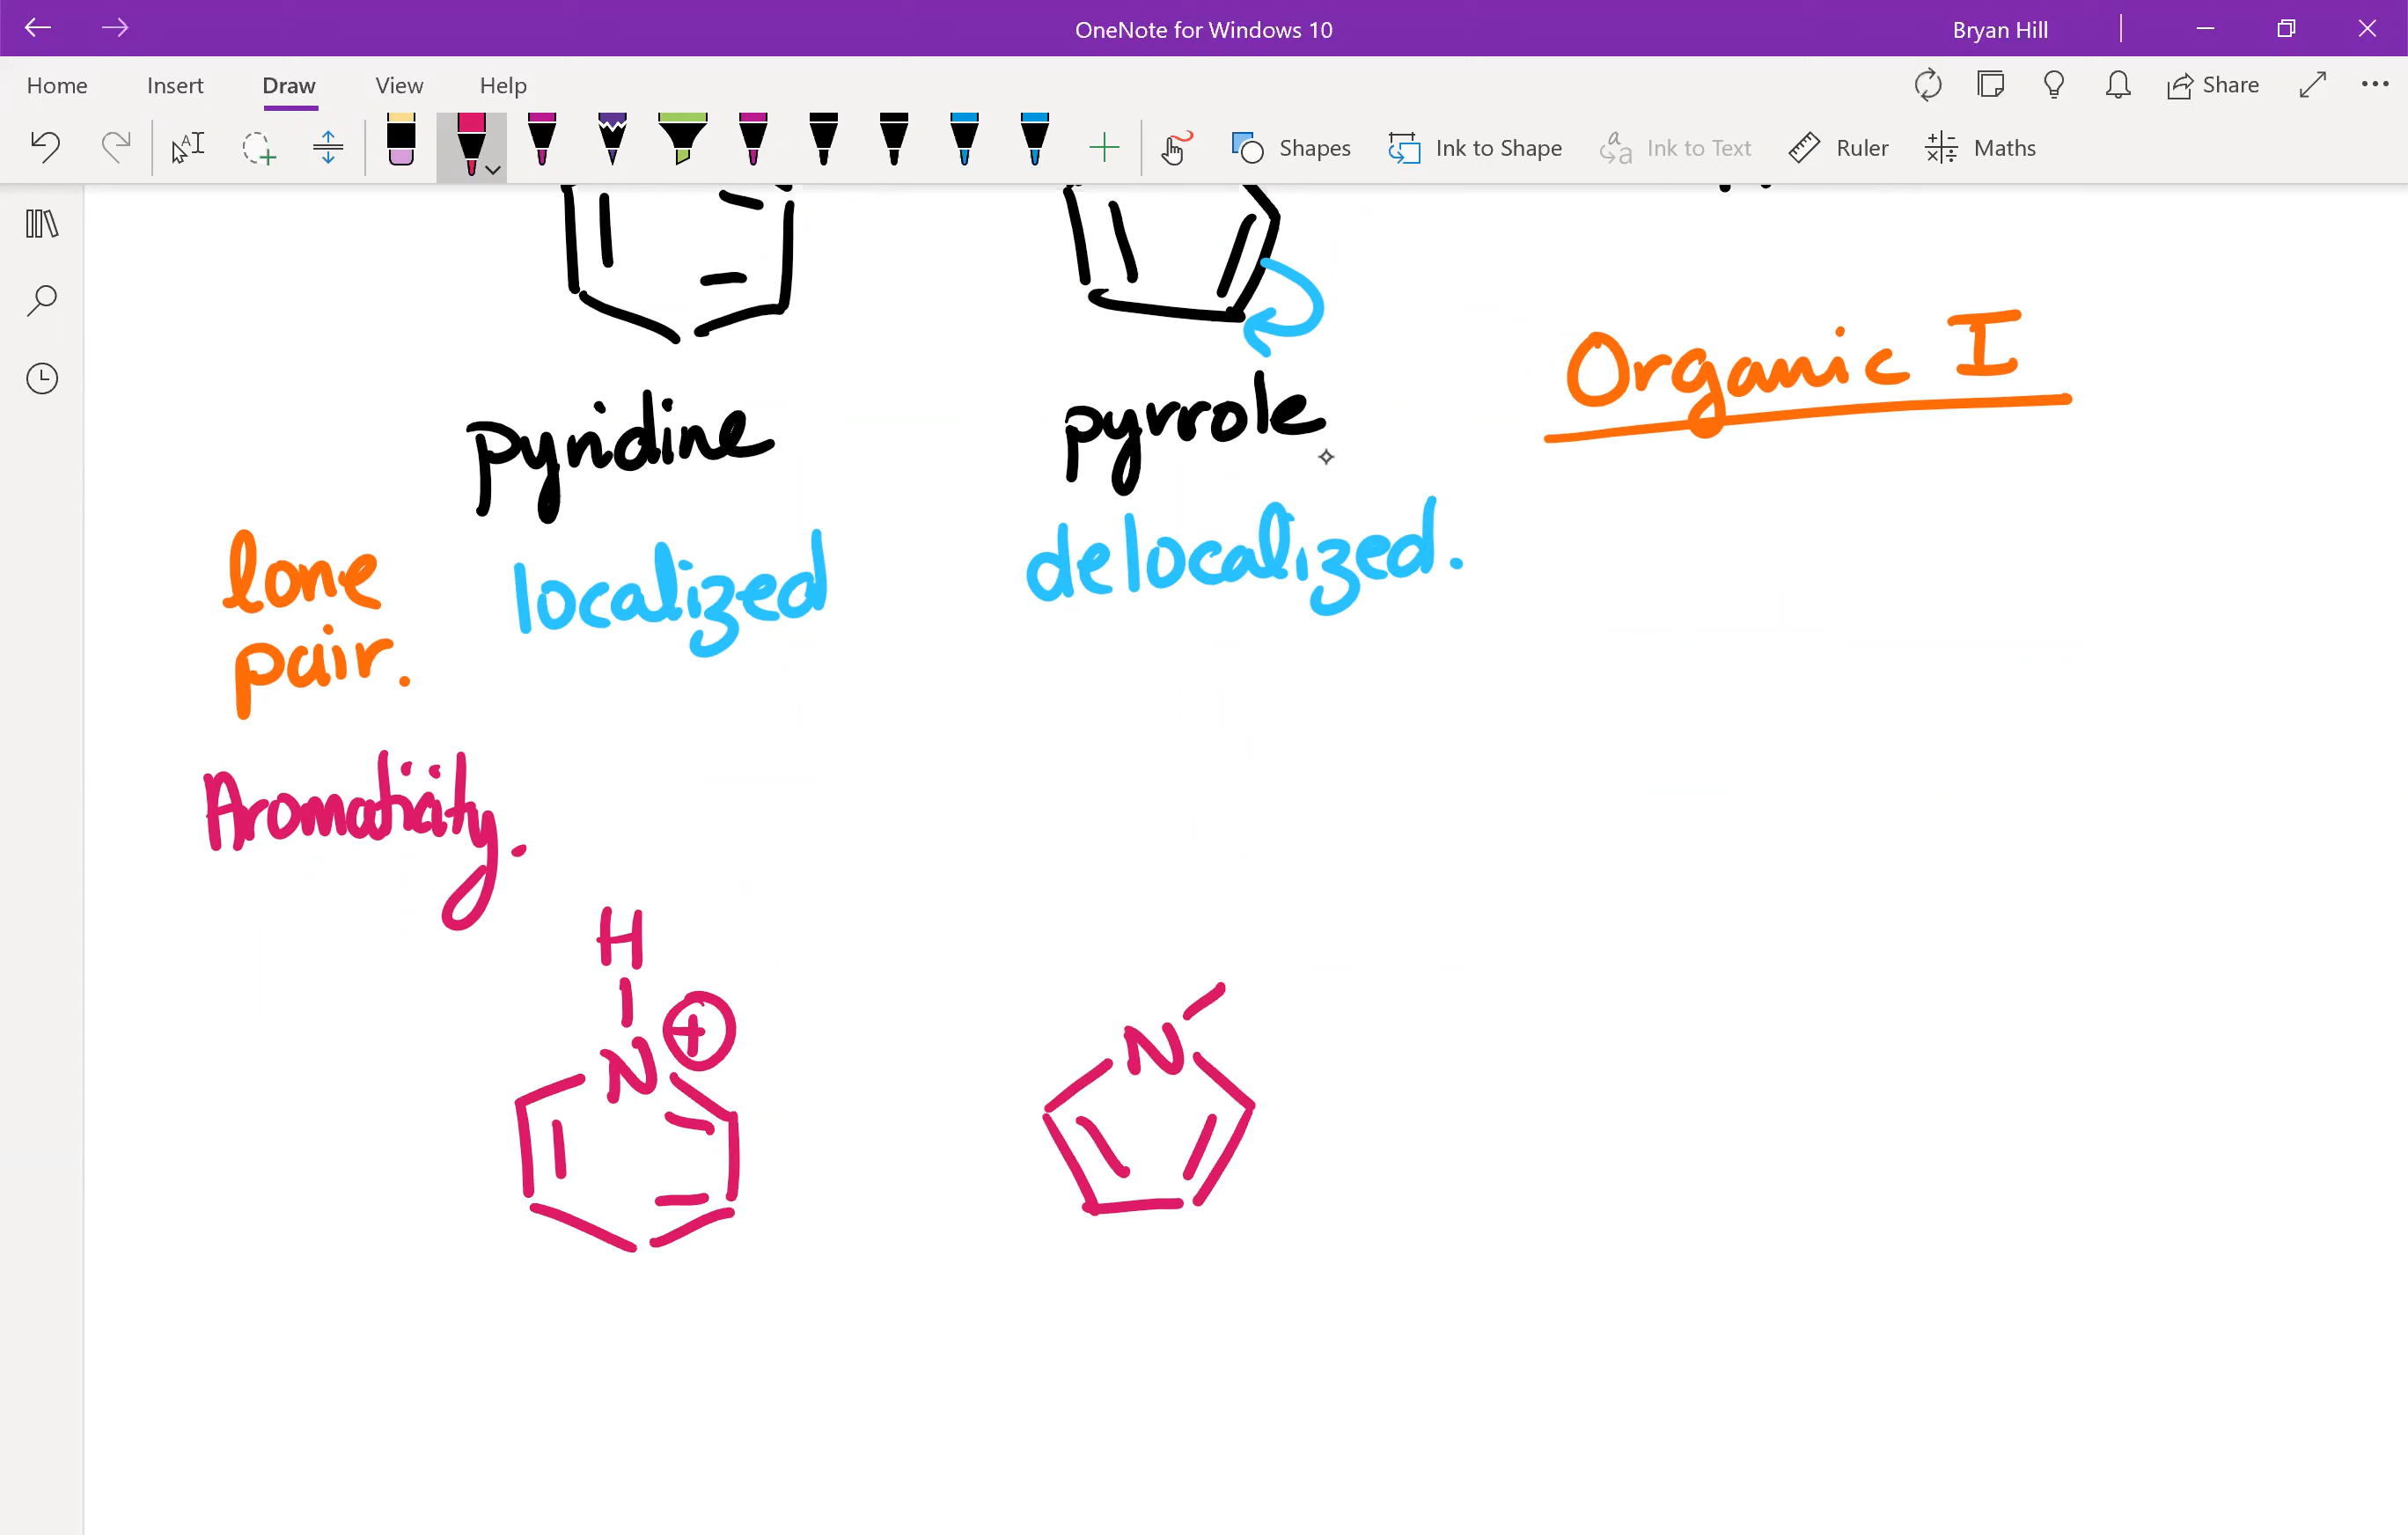 OneNote for Windows 10
Bryan Hill
Home Insert Draw View Help
Share
Shapes Ink to Shape Ink to Text Ruler Maths
Organic I
pyridine pyrrole
lone pair.
localized delocalized.
Aromaticity.
H
N +
N